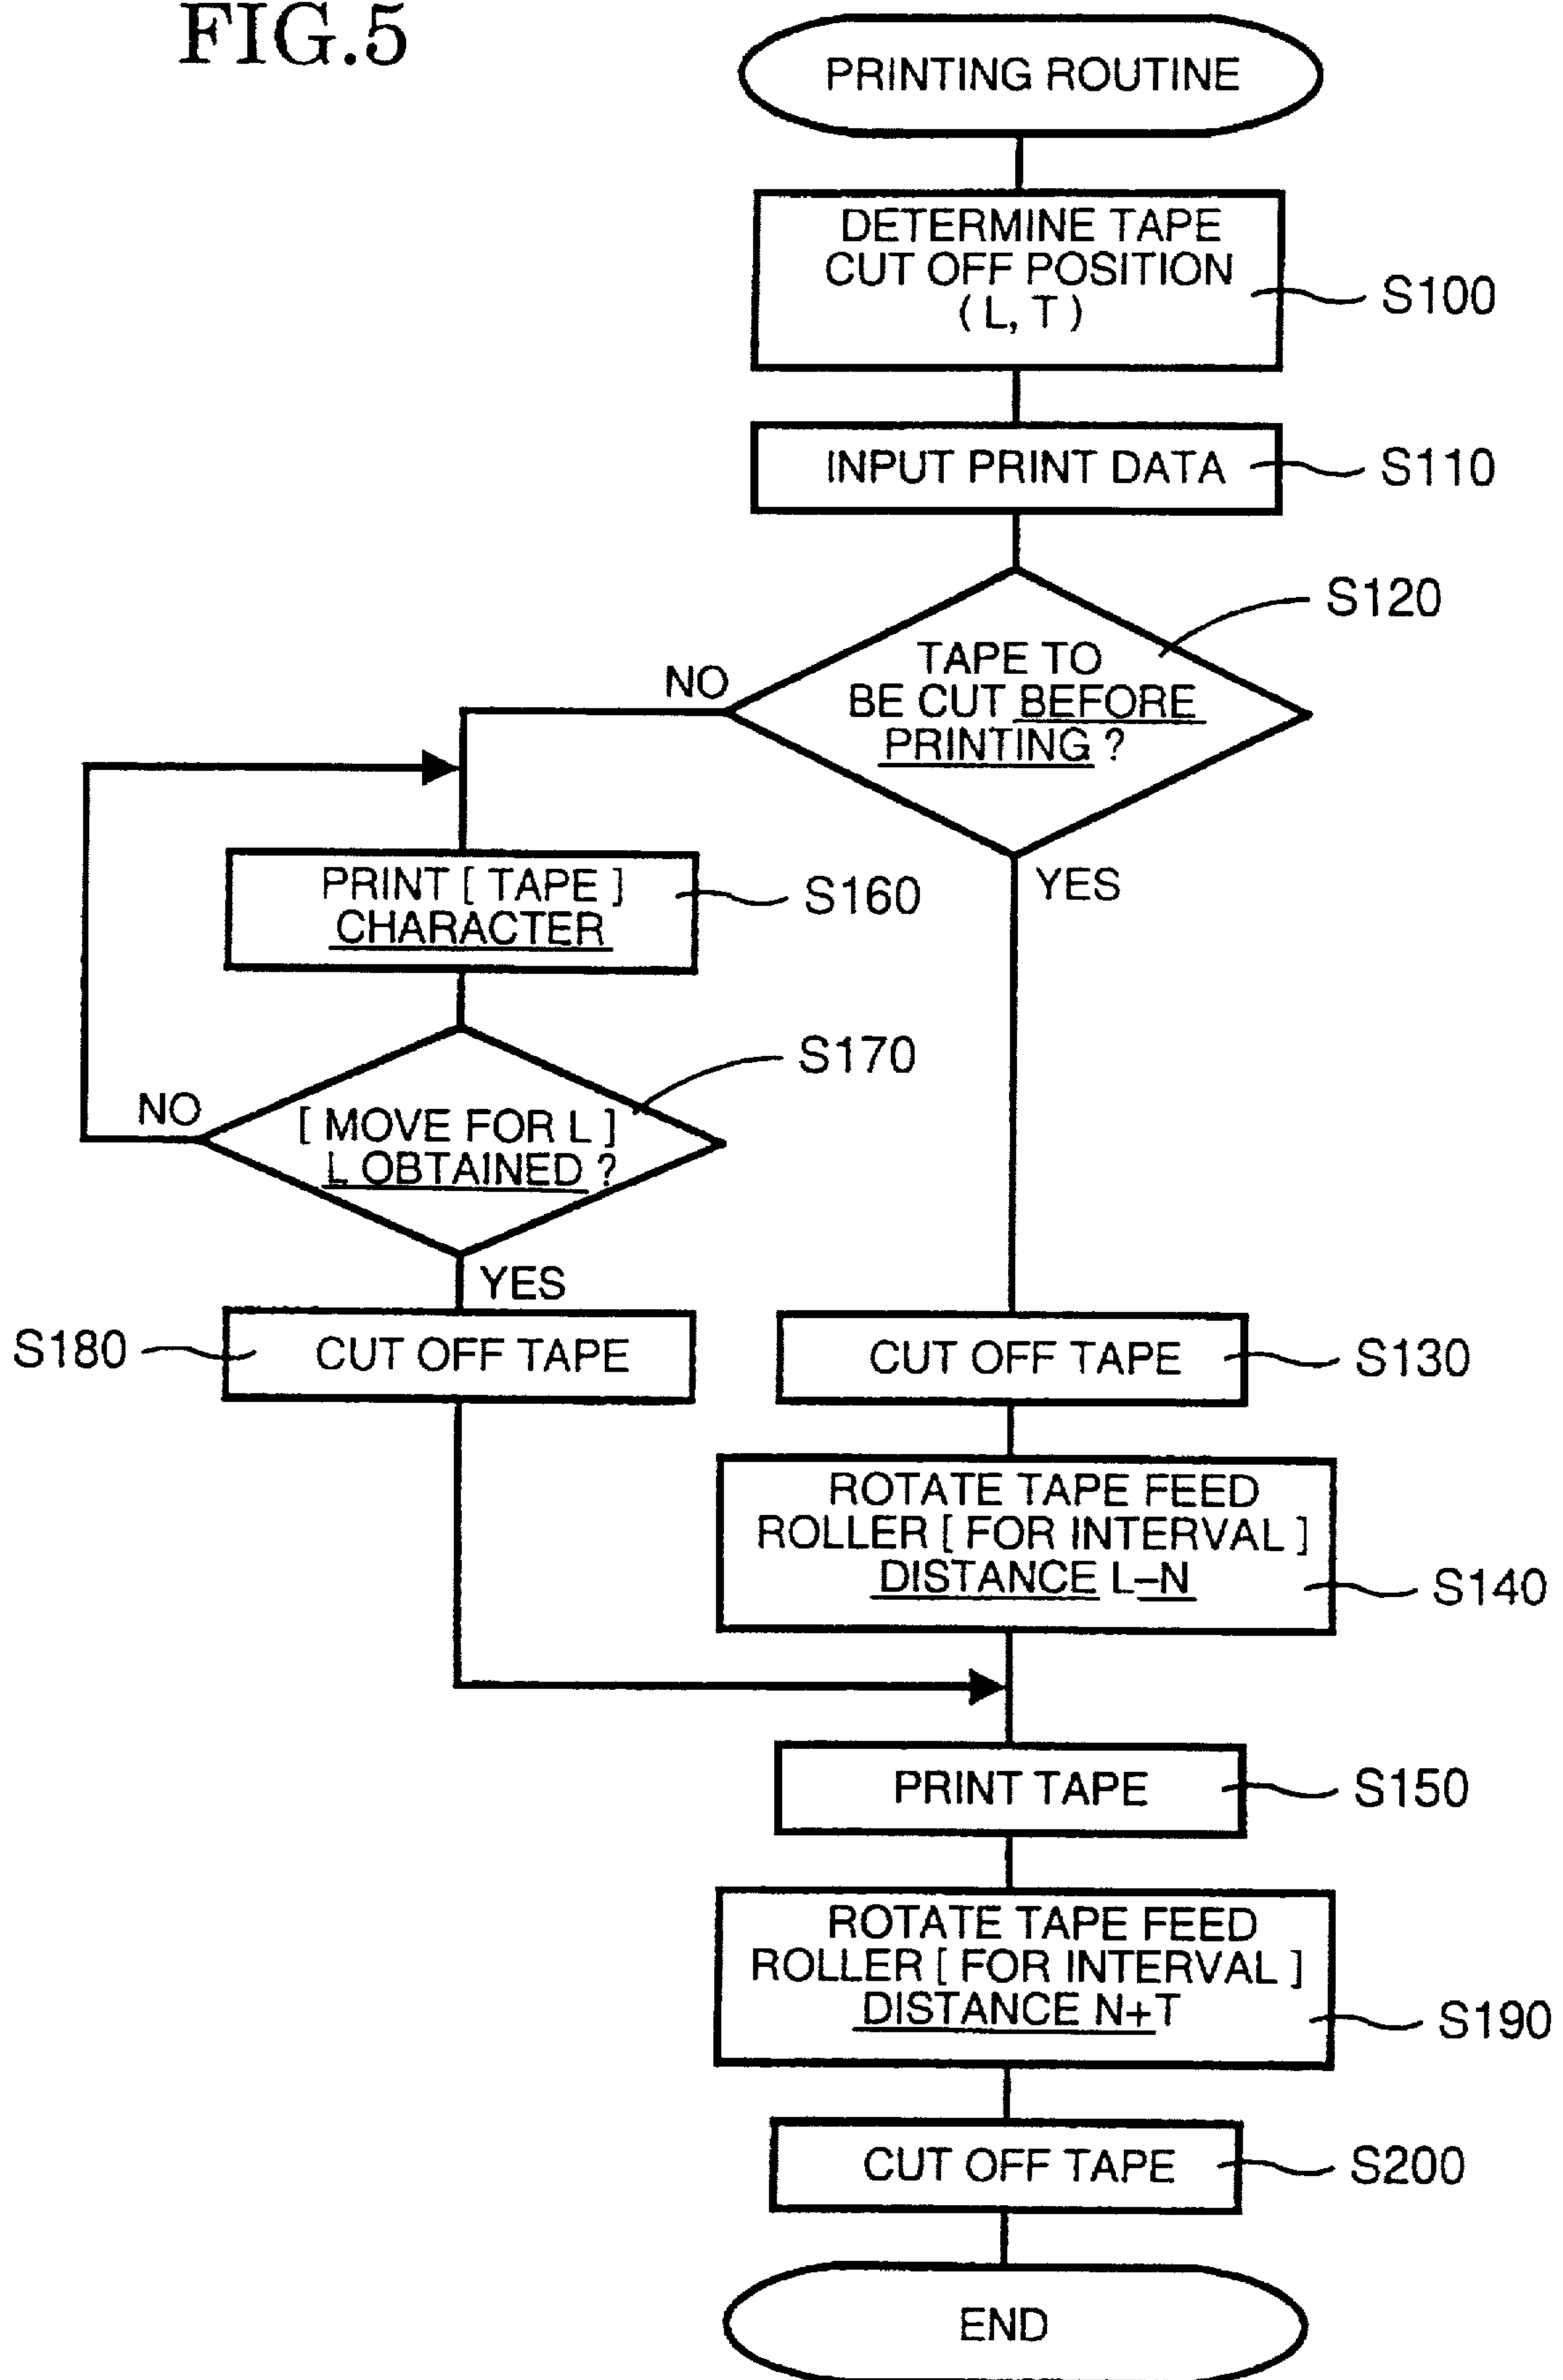 FIG.5
PRINTING ROUTINE
DETERMINE TAPE
CUT OFF POSITION
( L, T )
S100
INPUT PRINT DATA
S110
S120
TAPE TO
BE CUT BEFORE
PRINTING ?
NO
YES
PRINT [ TAPE ]
CHARACTER
S160
S170
[ MOVE FOR L ]
L OBTAINED ?
NO
YES
S180
CUT OFF TAPE
CUT OFF TAPE
S130
ROTATE TAPE FEED
ROLLER [ FOR INTERVAL ]
DISTANCE L–N
S140
PRINT TAPE
S150
ROTATE TAPE FEED
ROLLER [ FOR INTERVAL ]
DISTANCE N+T
S190
CUT OFF TAPE
S200
END